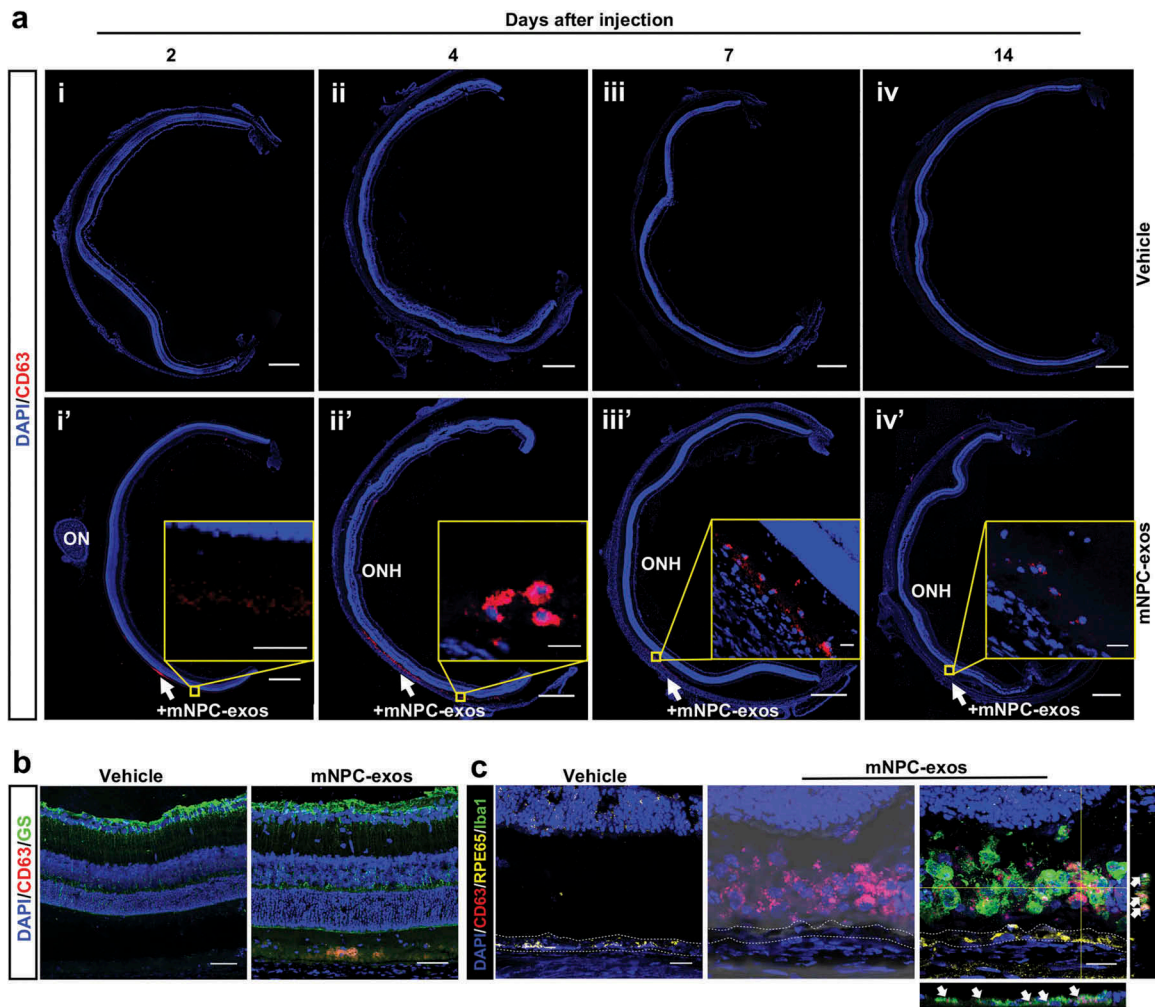 a
Days after injection
2 4 7 14
i ii iii iv
Vehicle
DAPI/CD63
i’ ii’ iii’ iv’
ON
ONH ONH ONH
mNPC-exos
+mNPC-exos +mNPC-exos +mNPC-exos +mNPC-exos
b
Vehicle mNPC-exos
DAPI/CD63/GS
c
Vehicle mNPC-exos
DAPI/CD63/RPE65/Iba1